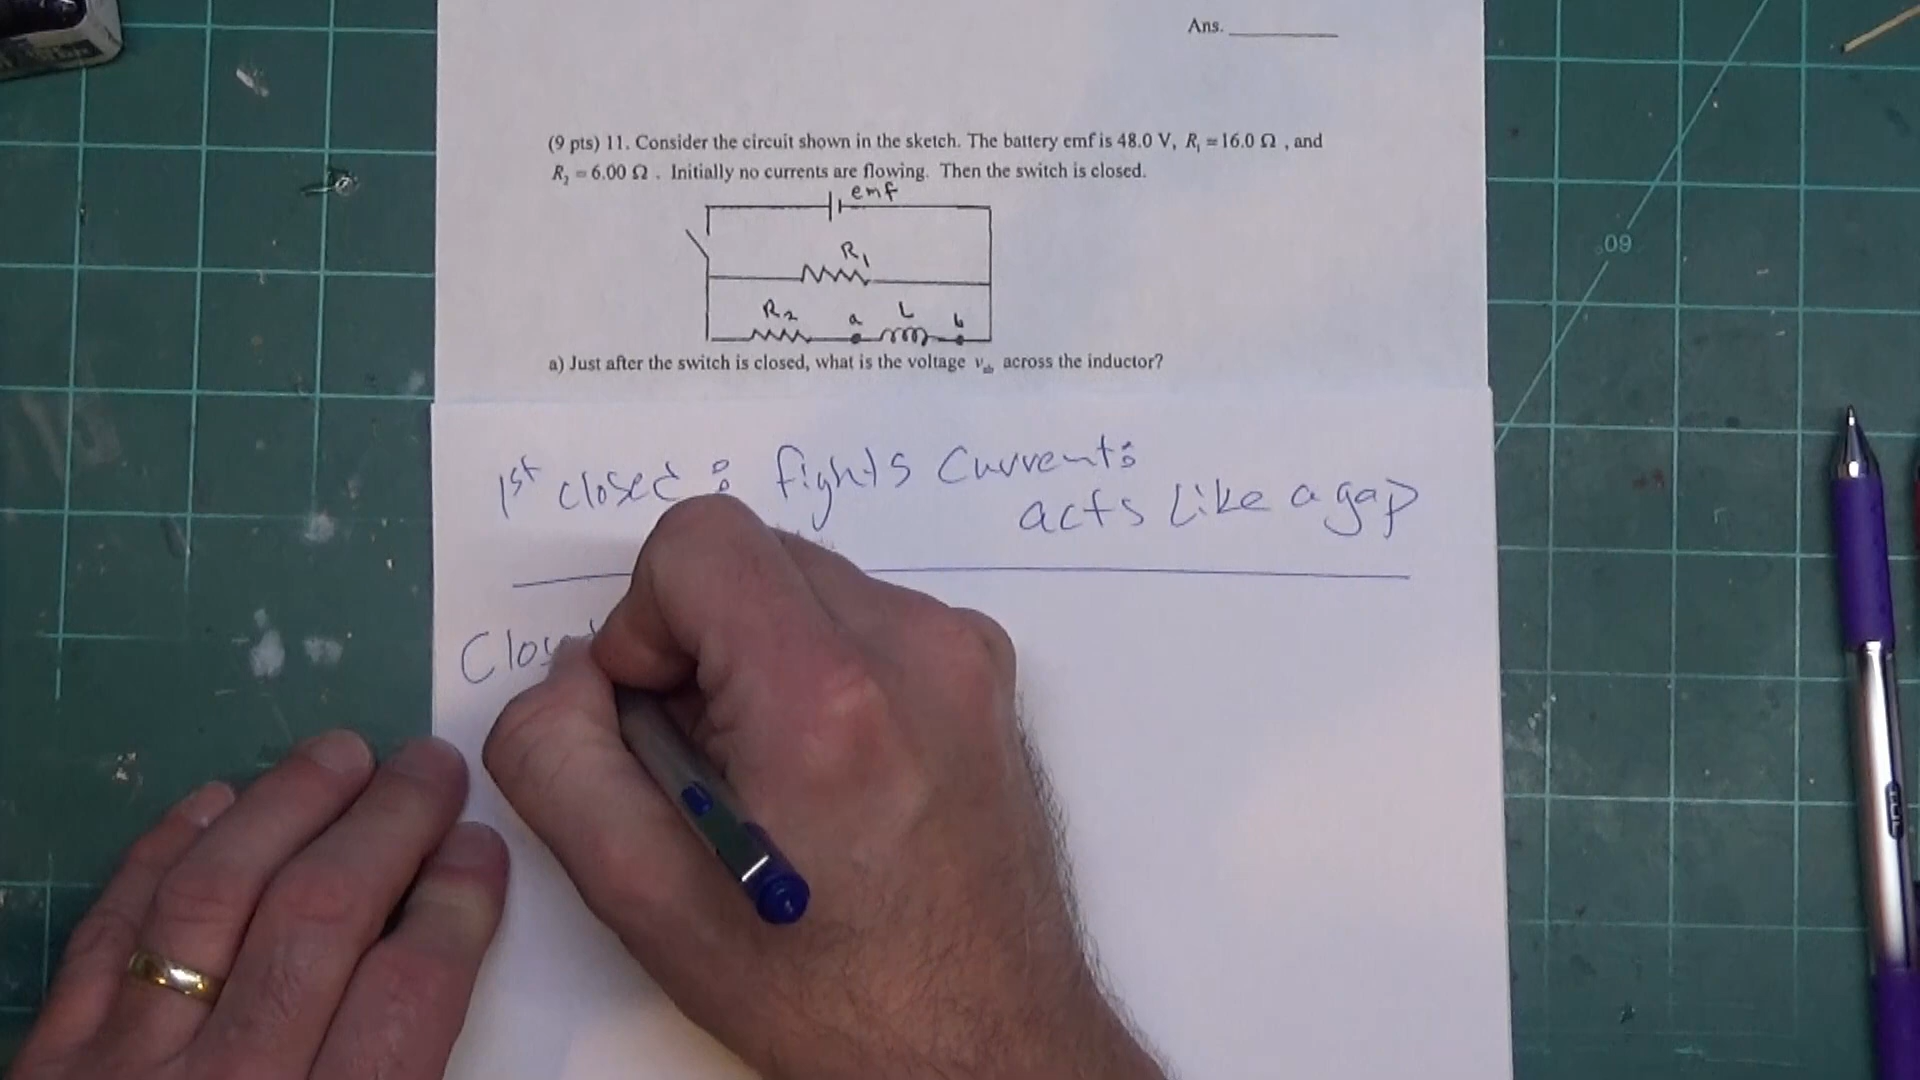 Ans.
(9 pts) 11. Consider the circuit shown in the sketch. The battery emf is 48.0 V, R₁ = 16.0 Ω , and
R₂ = 6.00 Ω . Initially no currents are flowing. Then the switch is closed.
emf
R₁
R₂ a L b
a) Just after the switch is closed, what is the voltage v_ab across the inductor?
1st closed : fights current:
acts like a gap
60